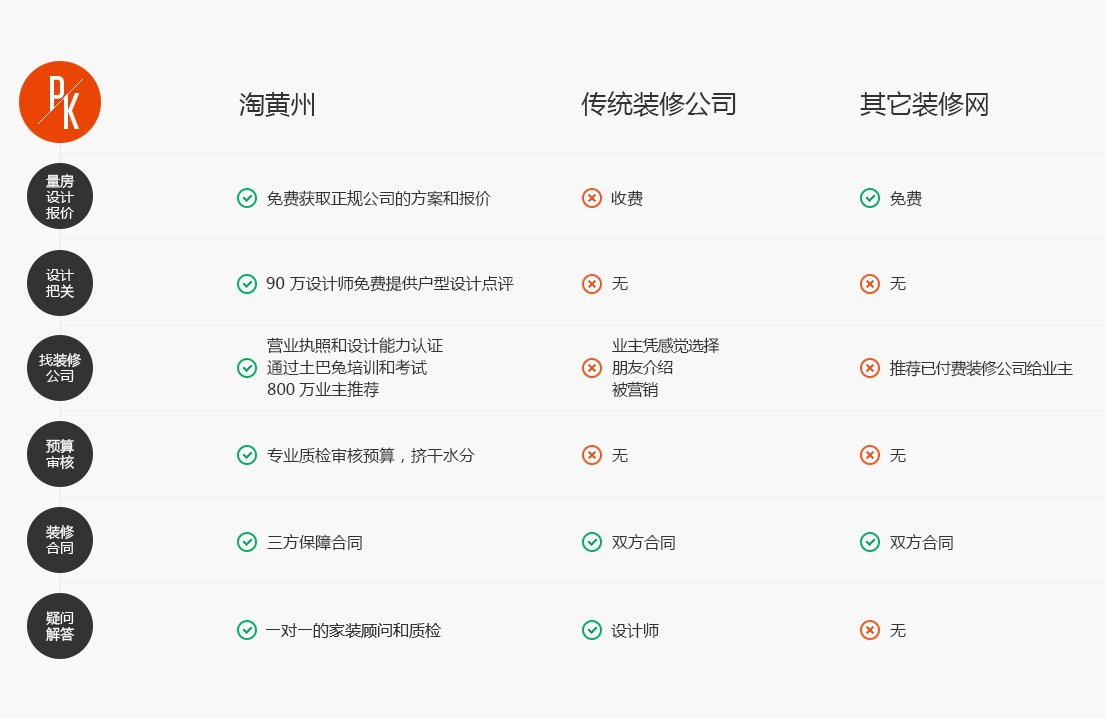 PK
淘黄州
传统装修公司
其它装修网
量房
设计
报价
免费获取正规公司的方案和报价
收费
免费
设计
把关
90 万设计师免费提供户型设计点评
无
无
找装修
公司
营业执照和设计能力认证
通过土巴兔培训和考试
800 万业主推荐
业主凭感觉选择
朋友介绍
被营销
推荐已付费装修公司给业主
预算
审核
专业质检审核预算，挤干水分
无
无
装修
合同
三方保障合同
双方合同
双方合同
疑问
解答
一对一的家装顾问和质检
设计师
无